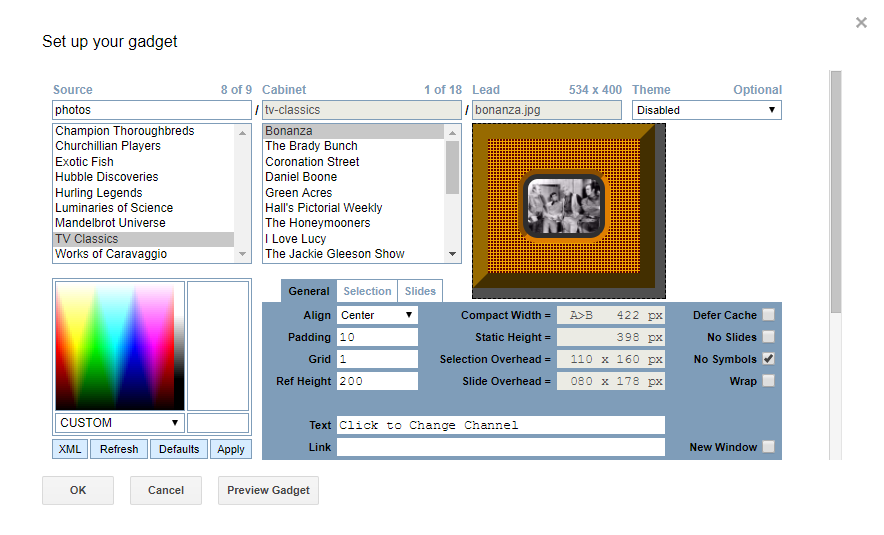 Set up your gadget
Source 8 of 9 Cabinet 1 of 18 Lead 534 x 400 Theme Optional
photos / tv-classics / bonanza.jpg Disabled
Champion Thoroughbreds
Churchillian Players
Exotic Fish
Hubble Discoveries
Hurling Legends
Luminaries of Science
Mandelbrot Universe
TV Classics
Works of Caravaggio
Bonanza
The Brady Bunch
Coronation Street
Daniel Boone
Green Acres
Hall's Pictorial Weekly
The Honeymooners
I Love Lucy
The Jackie Gleeson Show
CUSTOM
XML Refresh Defaults Apply
General Selection Slides
Align Center Compact Width = A>B 422 px Defer Cache
Padding 10 Static Height = 398 px No Slides
Grid 1 Selection Overhead = 110 x 160 px No Symbols
Ref Height 200 Slide Overhead = 080 x 178 px Wrap
Text Click to Change Channel
Link New Window
OK Cancel Preview Gadget